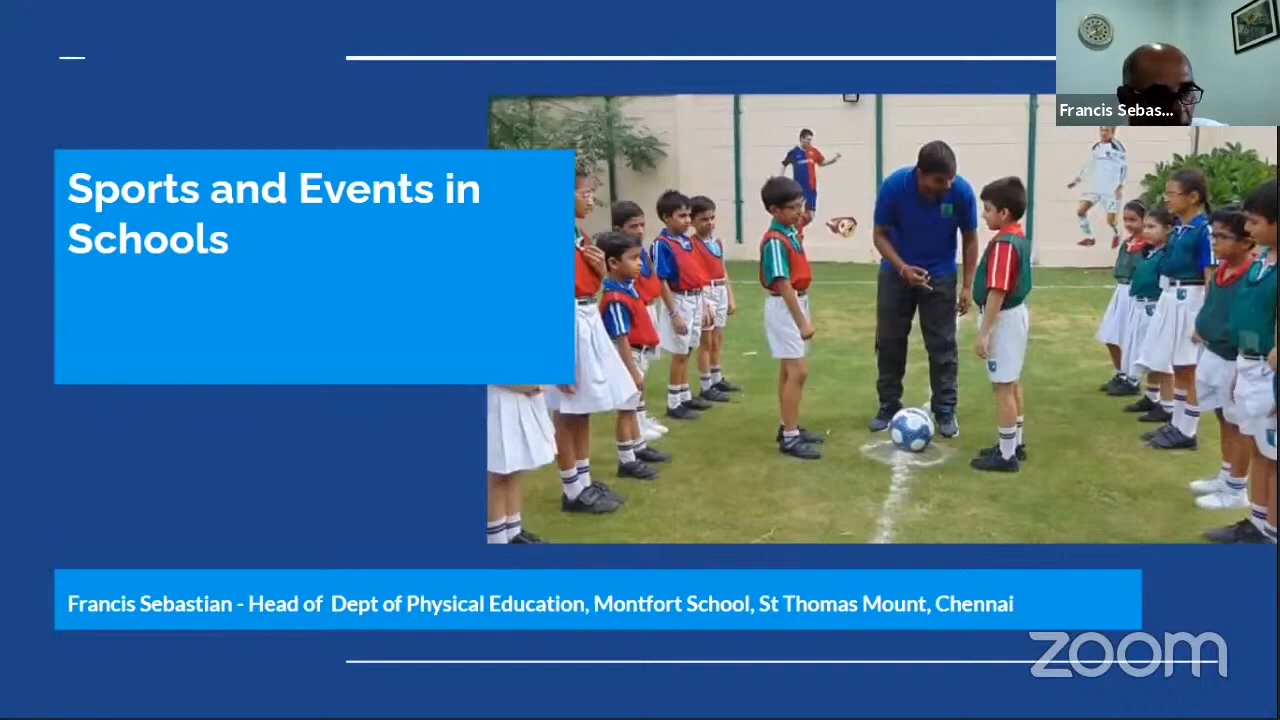 Francis Sebas...
Sports and Events in
Schools
Francis Sebastian - Head of Dept of Physical Education, Montfort School, St Thomas Mount, Chennai
zoom